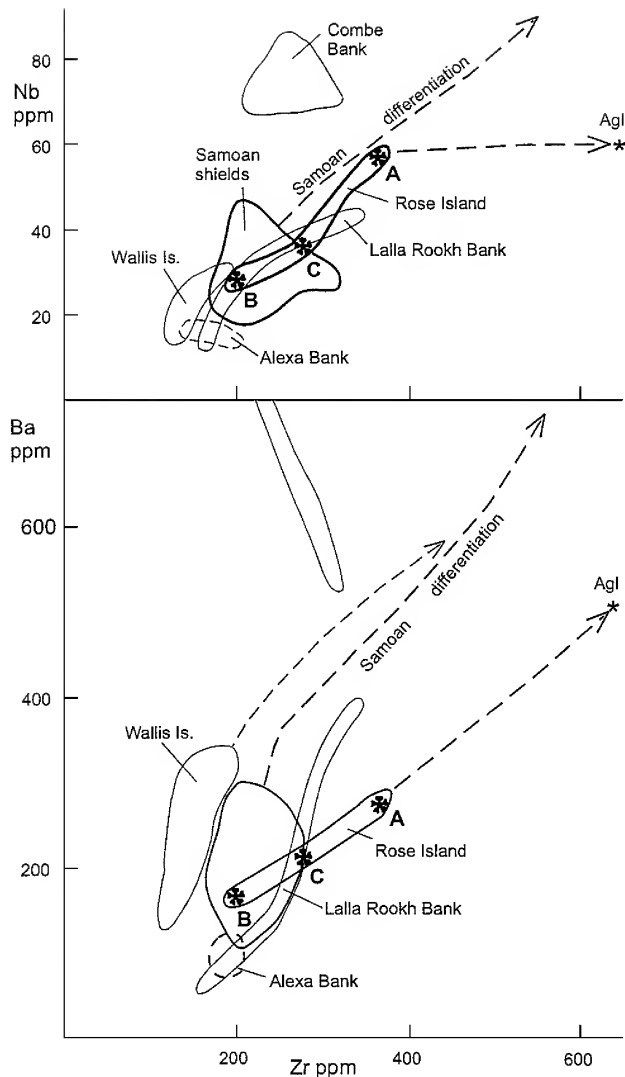 Combe
Bank
80
Nb
ppm
differentiation
Agl
*
60
Samoan
shields
Samoan
A
Rose Island
40
Lalla Rookh Bank
Wallis Is.
C
B
20
Alexa Bank
Ba
ppm
600
differentiation
Agl
*
Samoan
400
Wallis Is.
A
Rose Island
200
C
B
Lalla Rookh Bank
Alexa Bank
200
400
600
Zr ppm